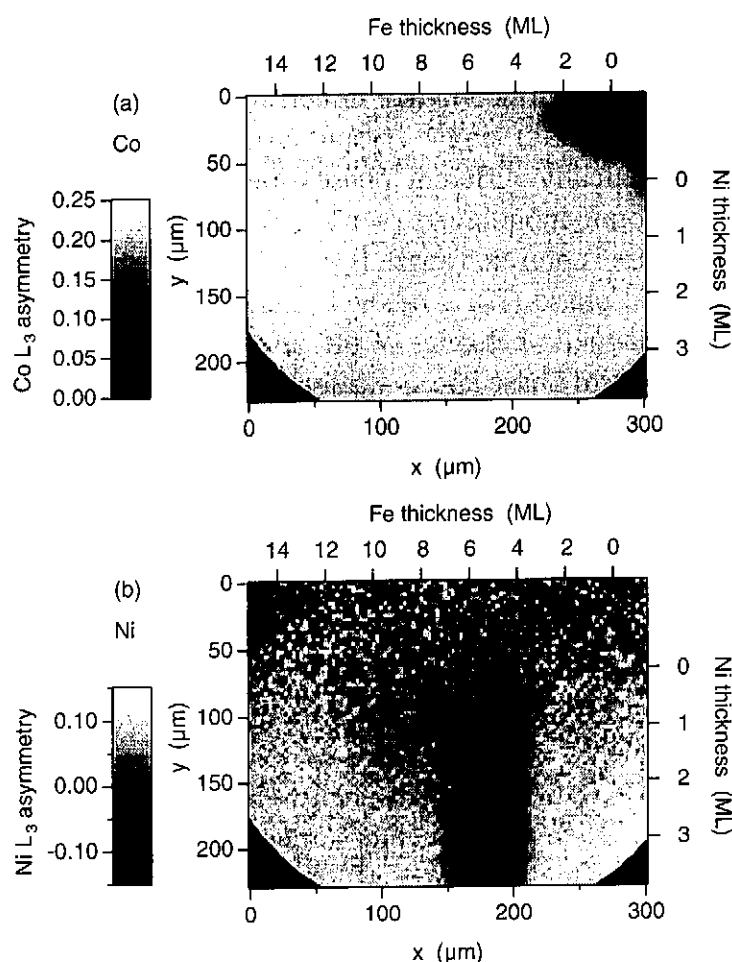 Fe thickness (ML)
14 12 10 8 6 4 2 0
(a)
Co
0.25
0.20
0.15
0.10
0.05
0.00
Co L3 asymmetry
0
50
100
150
200
y (µm)
0
1
2
3
Ni thickness (ML)
0 100 200 300
x (µm)
Fe thickness (ML)
14 12 10 8 6 4 2 0
(b)
Ni
0.10
0.00
-0.10
Ni L3 asymmetry
0
50
100
150
200
y (µm)
0
1
2
3
Ni thickness (ML)
0 100 200 300
x (µm)